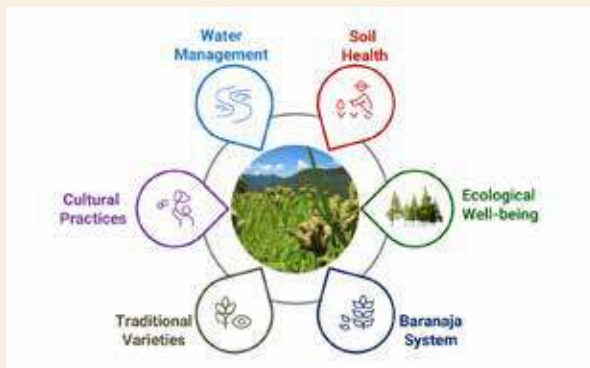 Water
Management
Soil
Health
Cultural
Practices
Ecological
Well-being
Traditional
Varieties
Baranaja
System